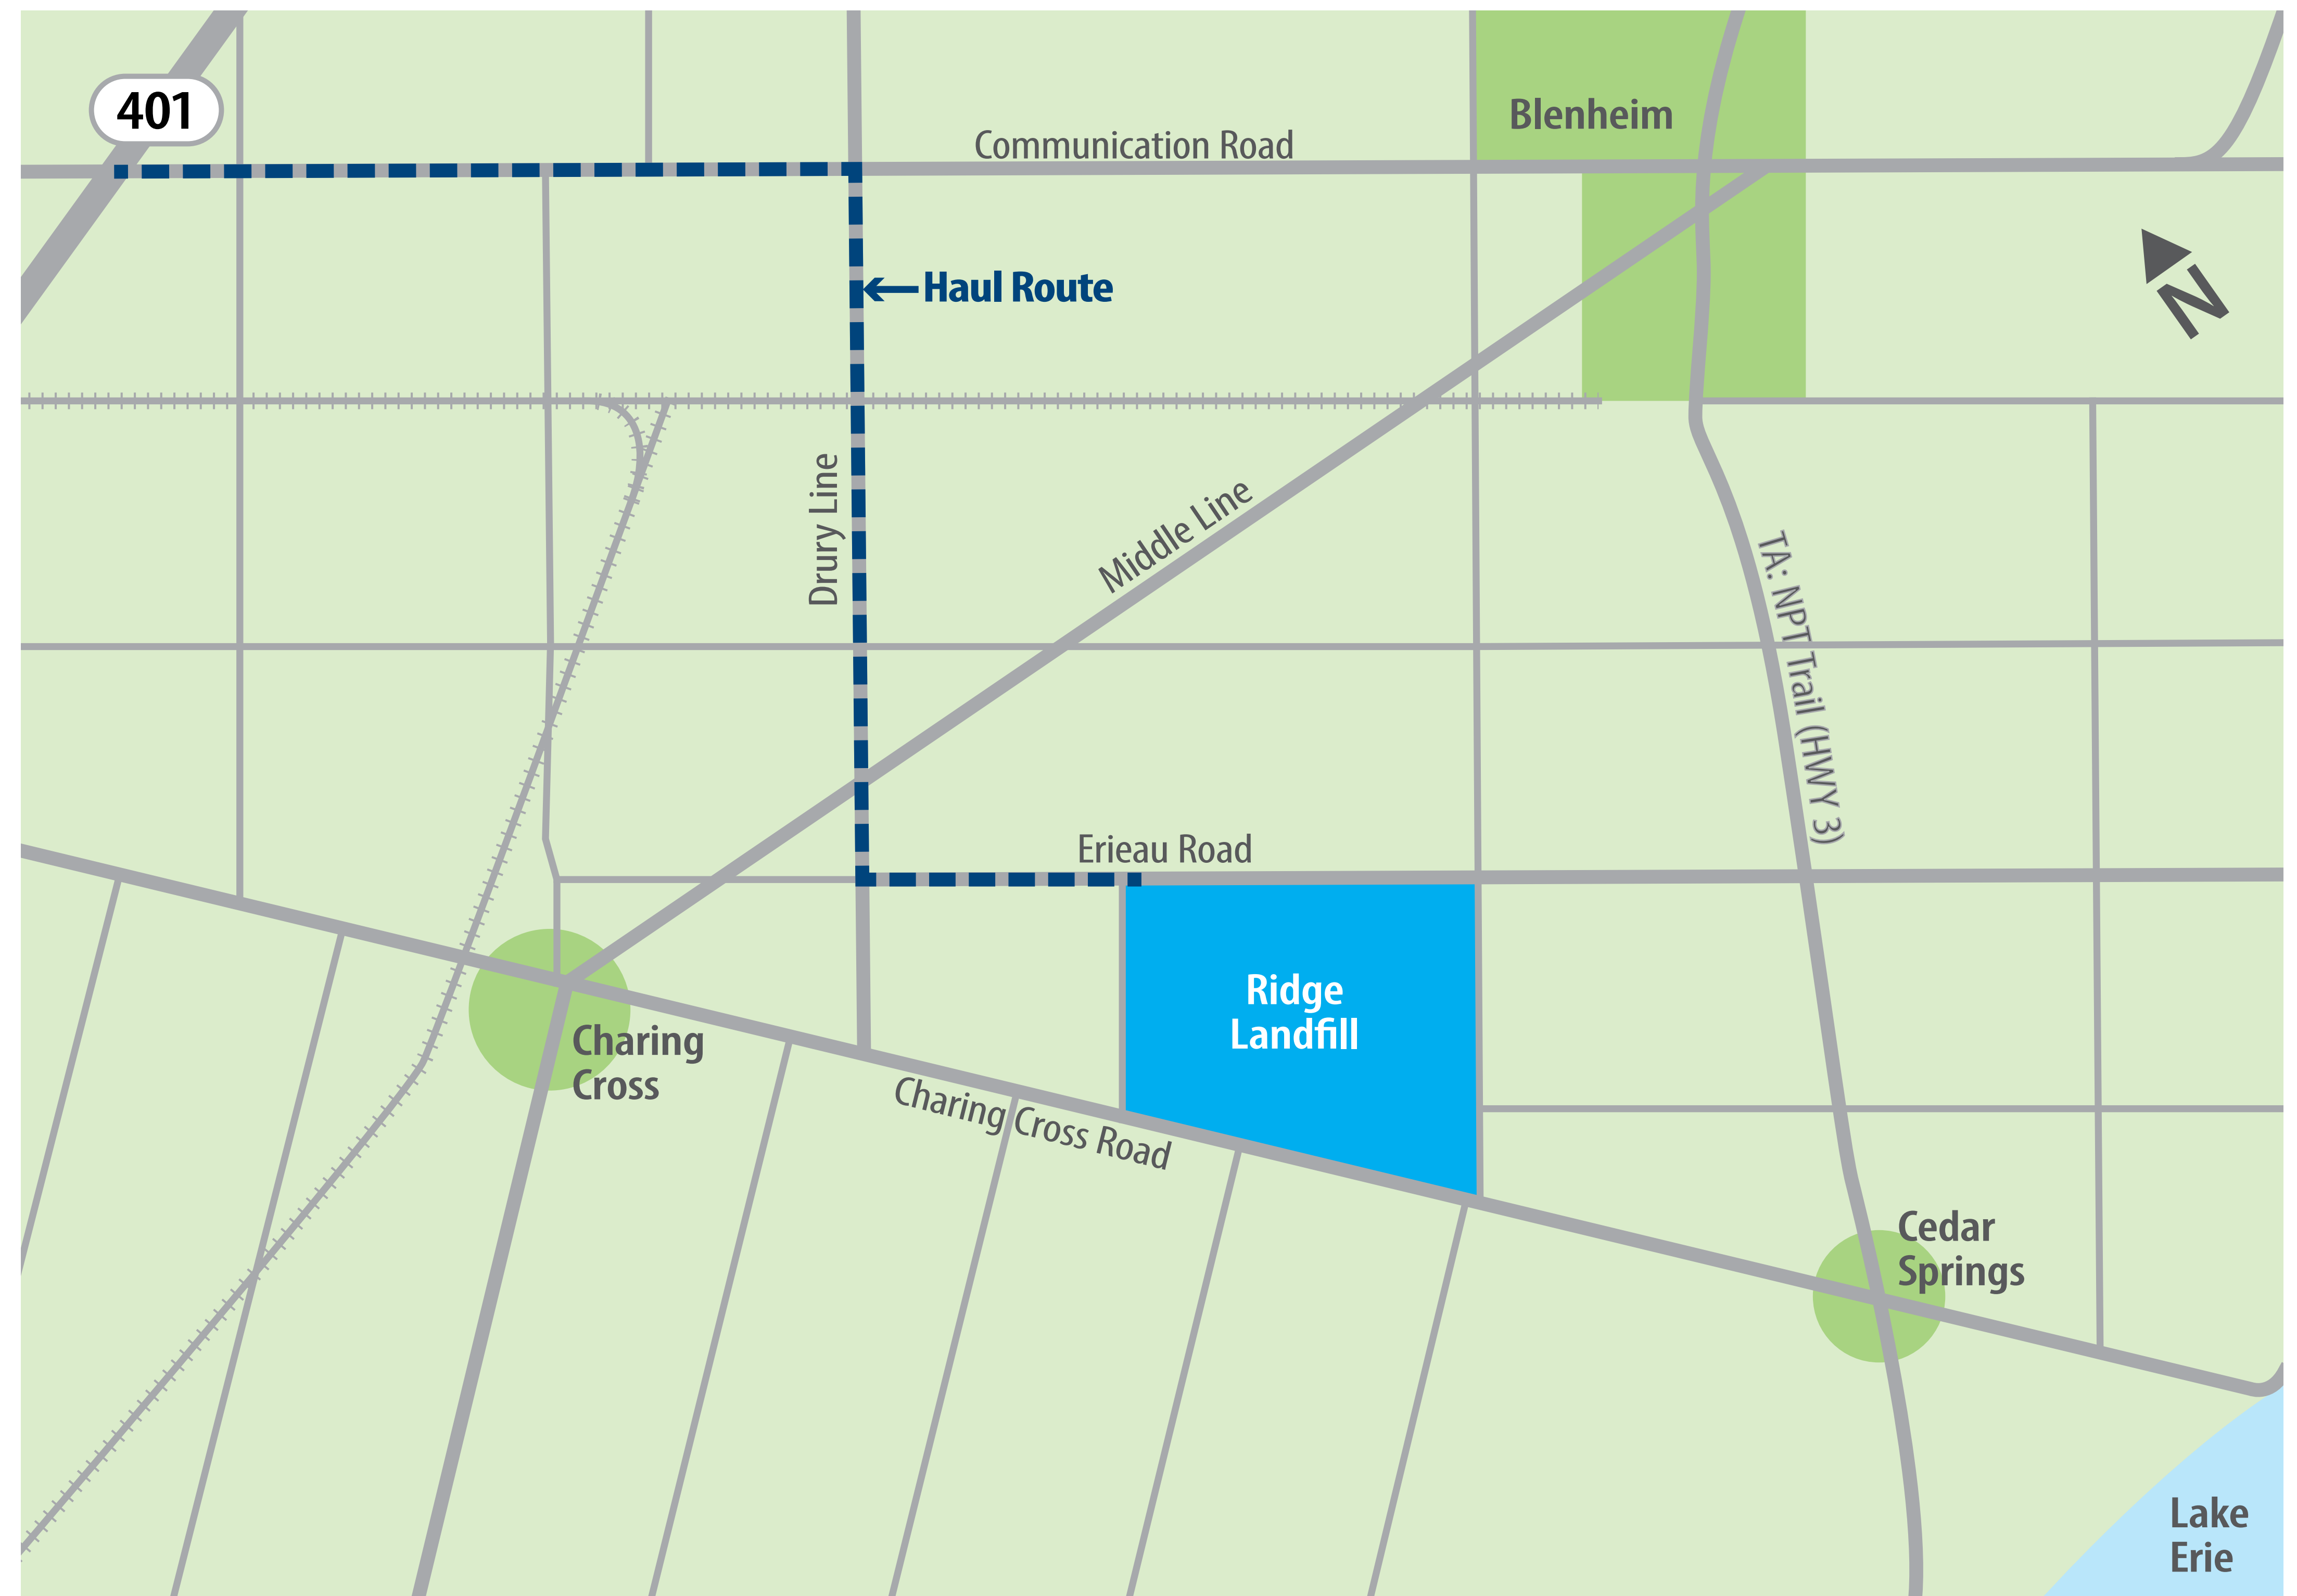 401
Communication Road
Blenheim
N
Haul Route
Drury Line
Middle Line
TA: NPT Trail (HWY 3)
Erieau Road
Ridge
Landfill
Charing
Cross
Charing Cross Road
Cedar
Springs
Lake
Erie